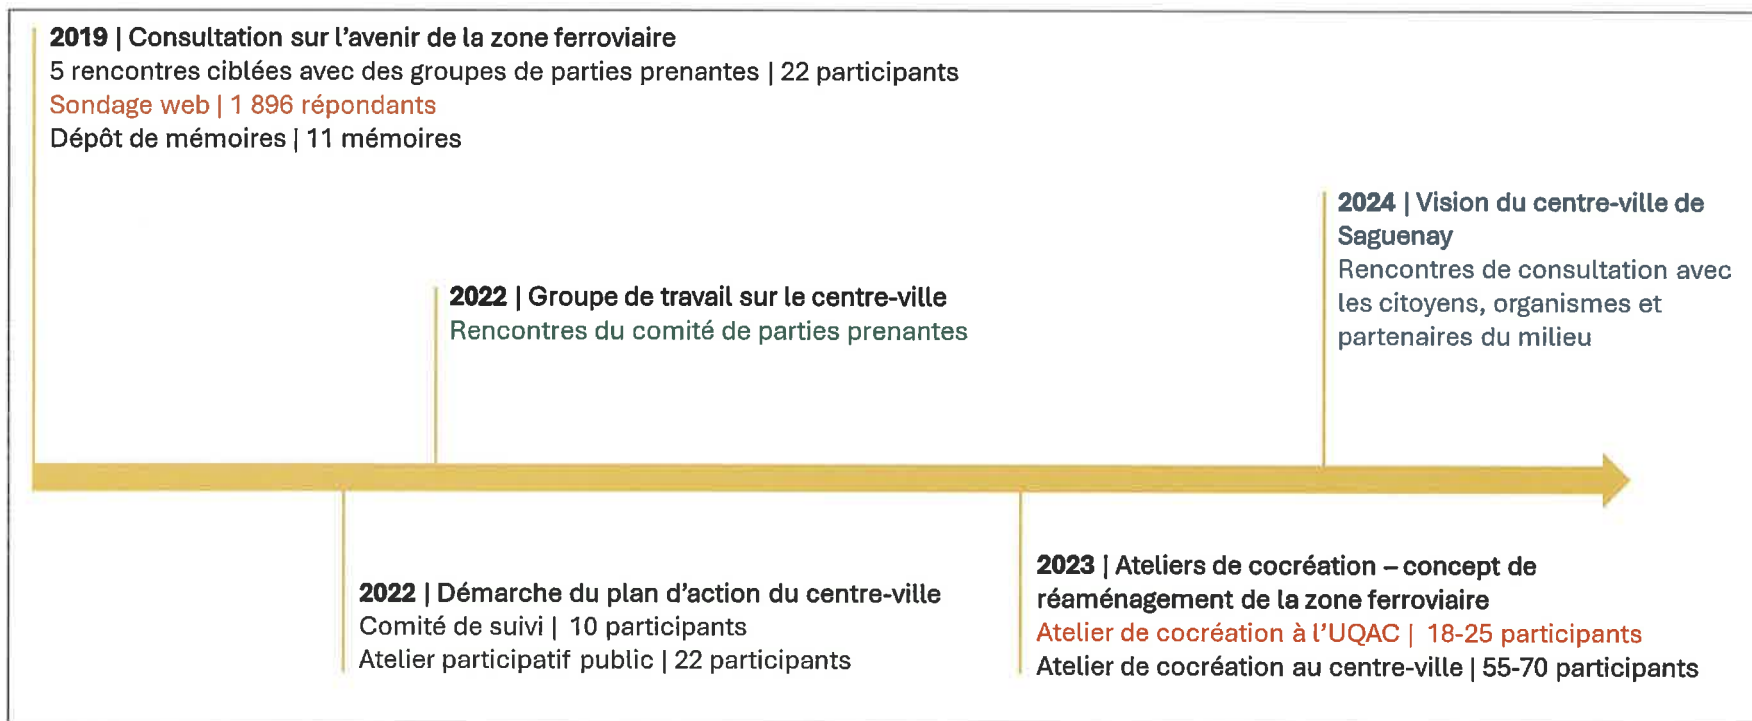 2019 | Consultation sur l'avenir de la zone ferroviaire
5 rencontres ciblées avec des groupes de parties prenantes | 22 participants
Sondage web | 1 896 répondants
Dépôt de mémoires | 11 mémoires
2022 | Démarche du plan d'action du centre-ville
Comité de suivi | 10 participants
Atelier participatif public | 22 participants
2022 | Groupe de travail sur le centre-ville
Rencontres du comité de parties prenantes
2023 | Ateliers de cocréation – concept de
réaménagement de la zone ferroviaire
Atelier de cocréation à l'UQAC | 18-25 participants
Atelier de cocréation au centre-ville | 55-70 participants
2024 | Vision du centre-ville de
Saguenay
Rencontres de consultation avec
les citoyens, organismes et
partenaires du milieu